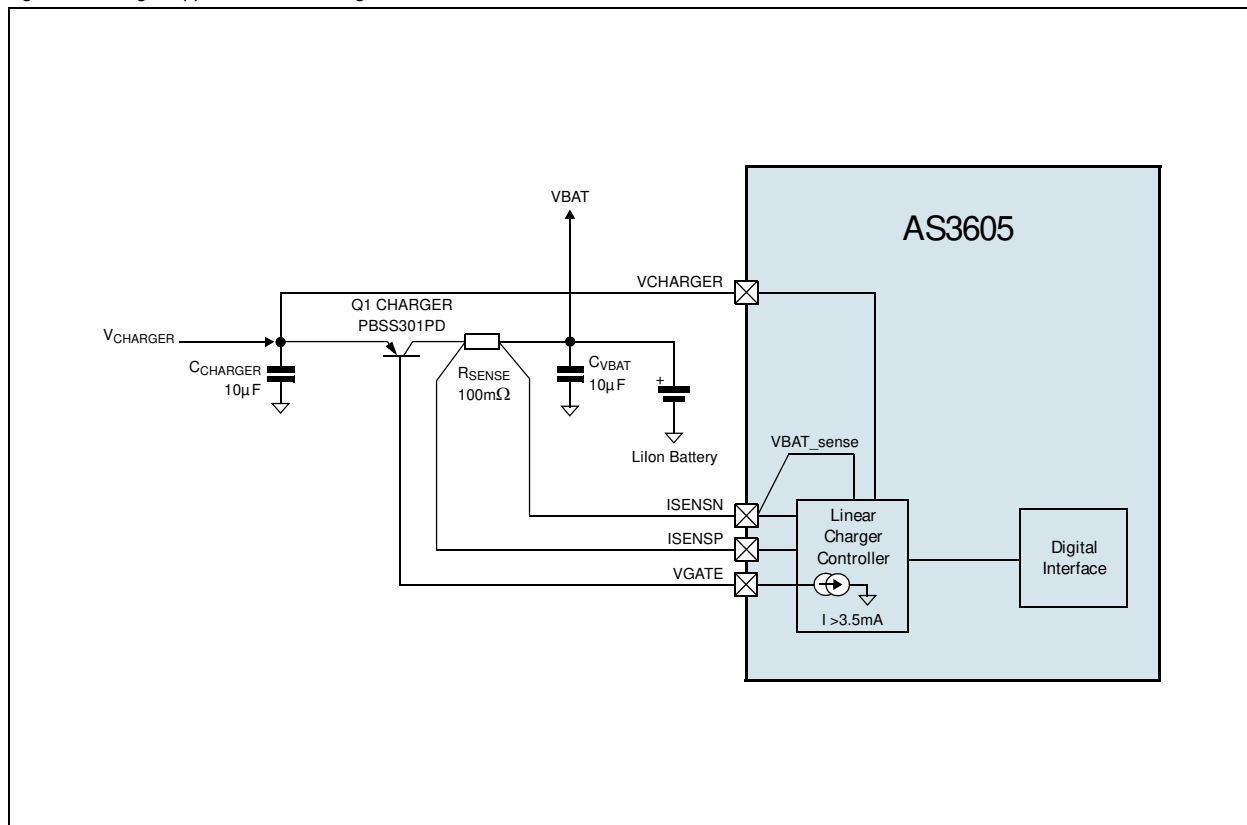 VBAT
AS3605
VCHARGER
Q1 CHARGER
PBSS301PD
VCHARGER
CCHARGER
10µF
RSENSE
100mΩ
CVBAT
10µF
+
LiIon Battery
VBAT_sense
ISENSN
ISENSP
VGATE
Linear
Charger
Controller
I >3.5mA
Digital
Interface